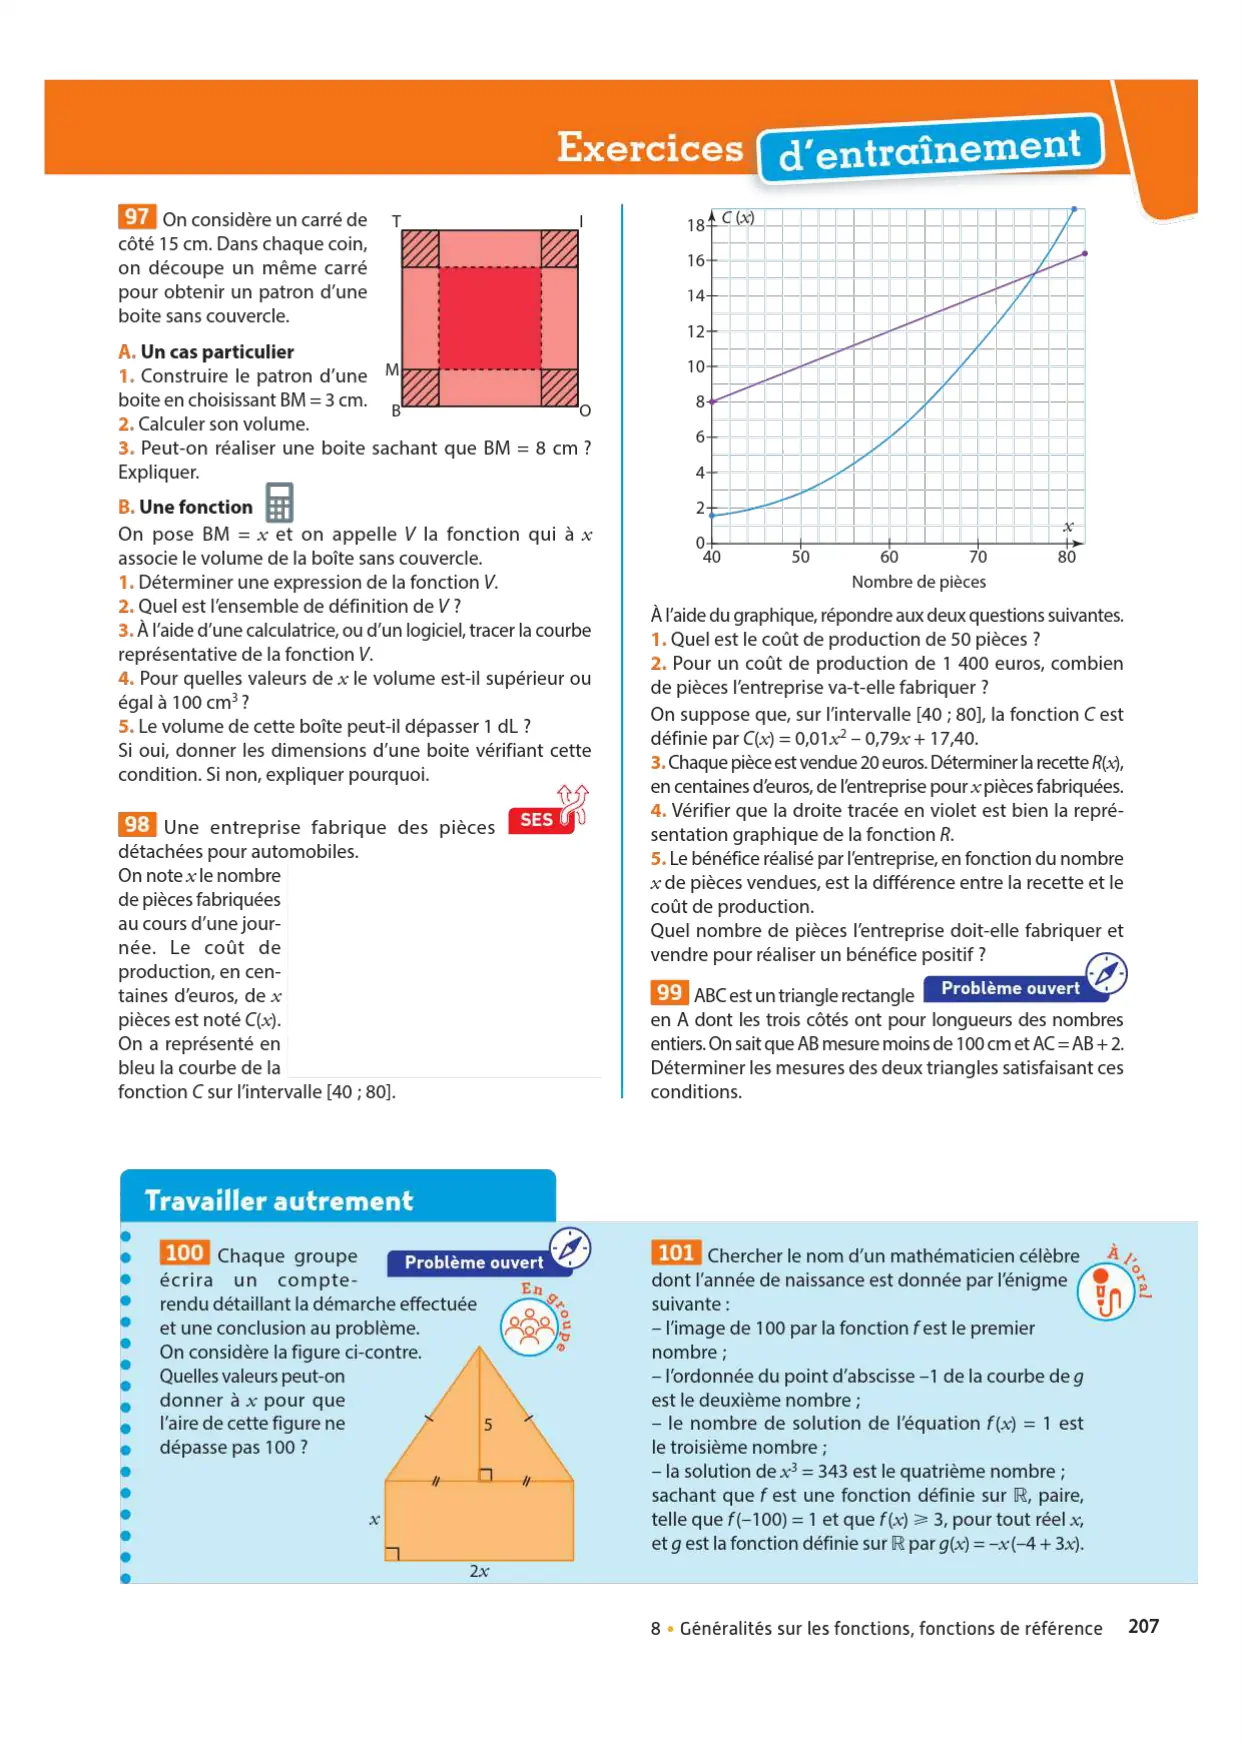 Exercices d'entraînement
97 On considère un carré de
côté 15 cm. Dans chaque coin,
on découpe un même carré
pour obtenir un patron d'une
boite sans couvercle.
T
I
M
B
O
A. Un cas particulier
1. Construire le patron d'une
boite en choisissant BM = 3 cm.
2. Calculer son volume.
3. Peut-on réaliser une boite sachant que BM = 8 cm ?
Expliquer.
B. Une fonction
On pose BM = x et on appelle V la fonction qui à x
associe le volume de la boîte sans couvercle.
1. Déterminer une expression de la fonction V.
2. Quel est l'ensemble de définition de V ?
3. À l'aide d'une calculatrice, ou d'un logiciel, tracer la courbe
représentative de la fonction V.
4. Pour quelles valeurs de x le volume est-il supérieur ou
égal à 100 cm³ ?
5. Le volume de cette boîte peut-il dépasser 1 dL ?
Si oui, donner les dimensions d'une boite vérifiant cette
condition. Si non, expliquer pourquoi.
98 Une entreprise fabrique des pièces
SES
détachées pour automobiles.
On note x le nombre
de pièces fabriquées
au cours d'une jour-
née. Le coût de
production, en cen-
taines d'euros, de x
pièces est noté C(x).
On a représenté en
bleu la courbe de la
fonction C sur l'intervalle [40 ; 80].
C (x)
18
16
14
12
10
8
6
4
2
0
x
40 50 60 70 80
Nombre de pièces
À l'aide du graphique, répondre aux deux questions suivantes.
1. Quel est le coût de production de 50 pièces ?
2. Pour un coût de production de 1 400 euros, combien
de pièces l'entreprise va-t-elle fabriquer ?
On suppose que, sur l'intervalle [40 ; 80], la fonction C est
définie par C(x) = 0,01x² – 0,79x + 17,40.
3. Chaque pièce est vendue 20 euros. Déterminer la recette R(x),
en centaines d'euros, de l'entreprise pour x pièces fabriquées.
4. Vérifier que la droite tracée en violet est bien la repré-
sentation graphique de la fonction R.
5. Le bénéfice réalisé par l'entreprise, en fonction du nombre
x de pièces vendues, est la différence entre la recette et le
coût de production.
Quel nombre de pièces l'entreprise doit-elle fabriquer et
vendre pour réaliser un bénéfice positif ?
99 ABC est un triangle rectangle
Problème ouvert
en A dont les trois côtés ont pour longueurs des nombres
entiers. On sait que AB mesure moins de 100 cm et AC = AB + 2.
Déterminer les mesures des deux triangles satisfaisant ces
conditions.
Travailler autrement
100 Chaque groupe
Problème ouvert
En groupe
écrira un compte-
rendu détaillant la démarche effectuée
et une conclusion au problème.
On considère la figure ci-contre.
Quelles valeurs peut-on
donner à x pour que
l'aire de cette figure ne
dépasse pas 100 ?
5
x
2x
101 Chercher le nom d'un mathématicien célèbre
À l'oral
dont l'année de naissance est donnée par l'énigme
suivante :
– l'image de 100 par la fonction f est le premier
nombre ;
– l'ordonnée du point d'abscisse –1 de la courbe de g
est le deuxième nombre ;
– le nombre de solution de l'équation f (x) = 1 est
le troisième nombre ;
– la solution de x³ = 343 est le quatrième nombre ;
sachant que f est une fonction définie sur ℝ, paire,
telle que f (–100) = 1 et que f (x) ⩾ 3, pour tout réel x,
et g est la fonction définie sur ℝ par g(x) = –x (–4 + 3x).
8 • Généralités sur les fonctions, fonctions de référence 207